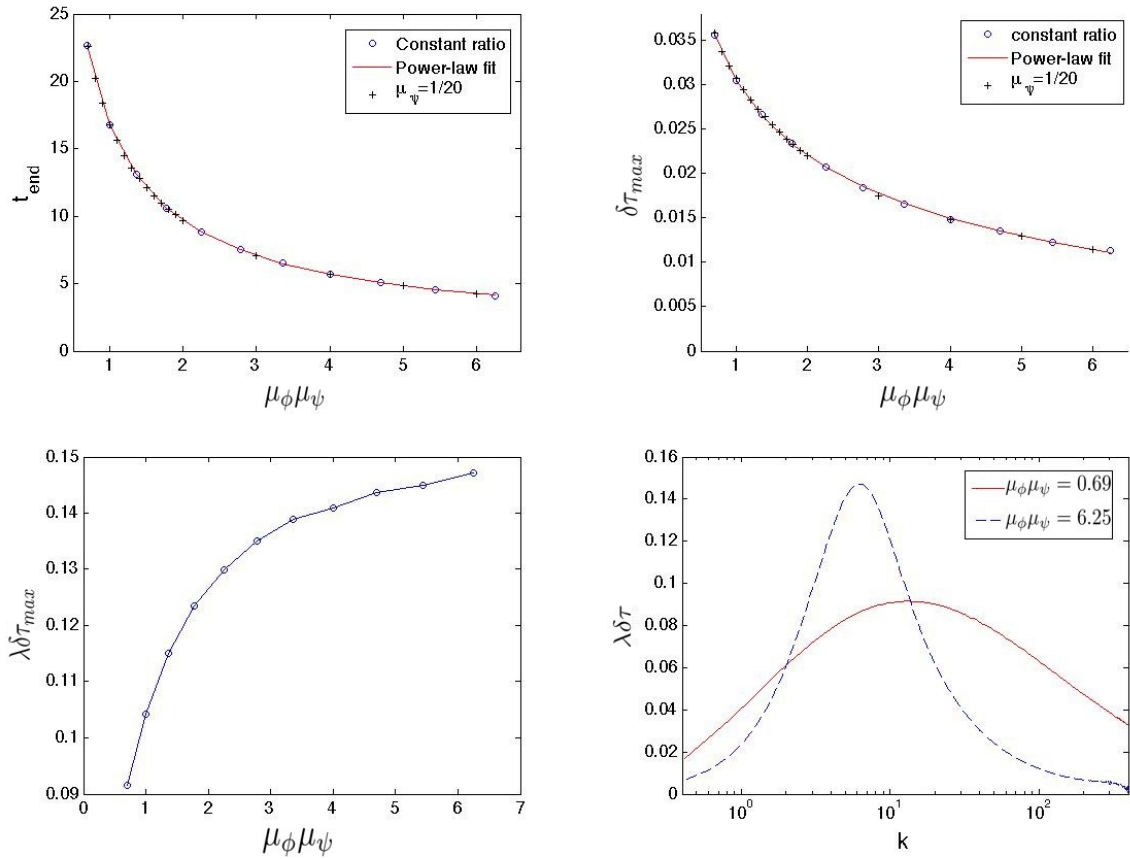 25
20
15
10
5
0
1 2 3 4 5 6
t_end
μ_φμ_ψ
Constant ratio
Power-law fit
μ_ψ=1/20
0.035
0.03
0.025
0.02
0.015
0.01
0.005
1 2 3 4 5 6
δτ_max
μ_φμ_ψ
constant ratio
Power-law fit
μ_ψ=1/20
0.15
0.14
0.13
0.12
0.11
0.1
0.09
0 1 2 3 4 5 6 7
λδτ_max
μ_φμ_ψ
0.16
0.14
0.12
0.1
0.08
0.06
0.04
0.02
0
10^0 10^1 10^2
λδτ
k
μ_φμ_ψ = 0.69
μ_φμ_ψ = 6.25